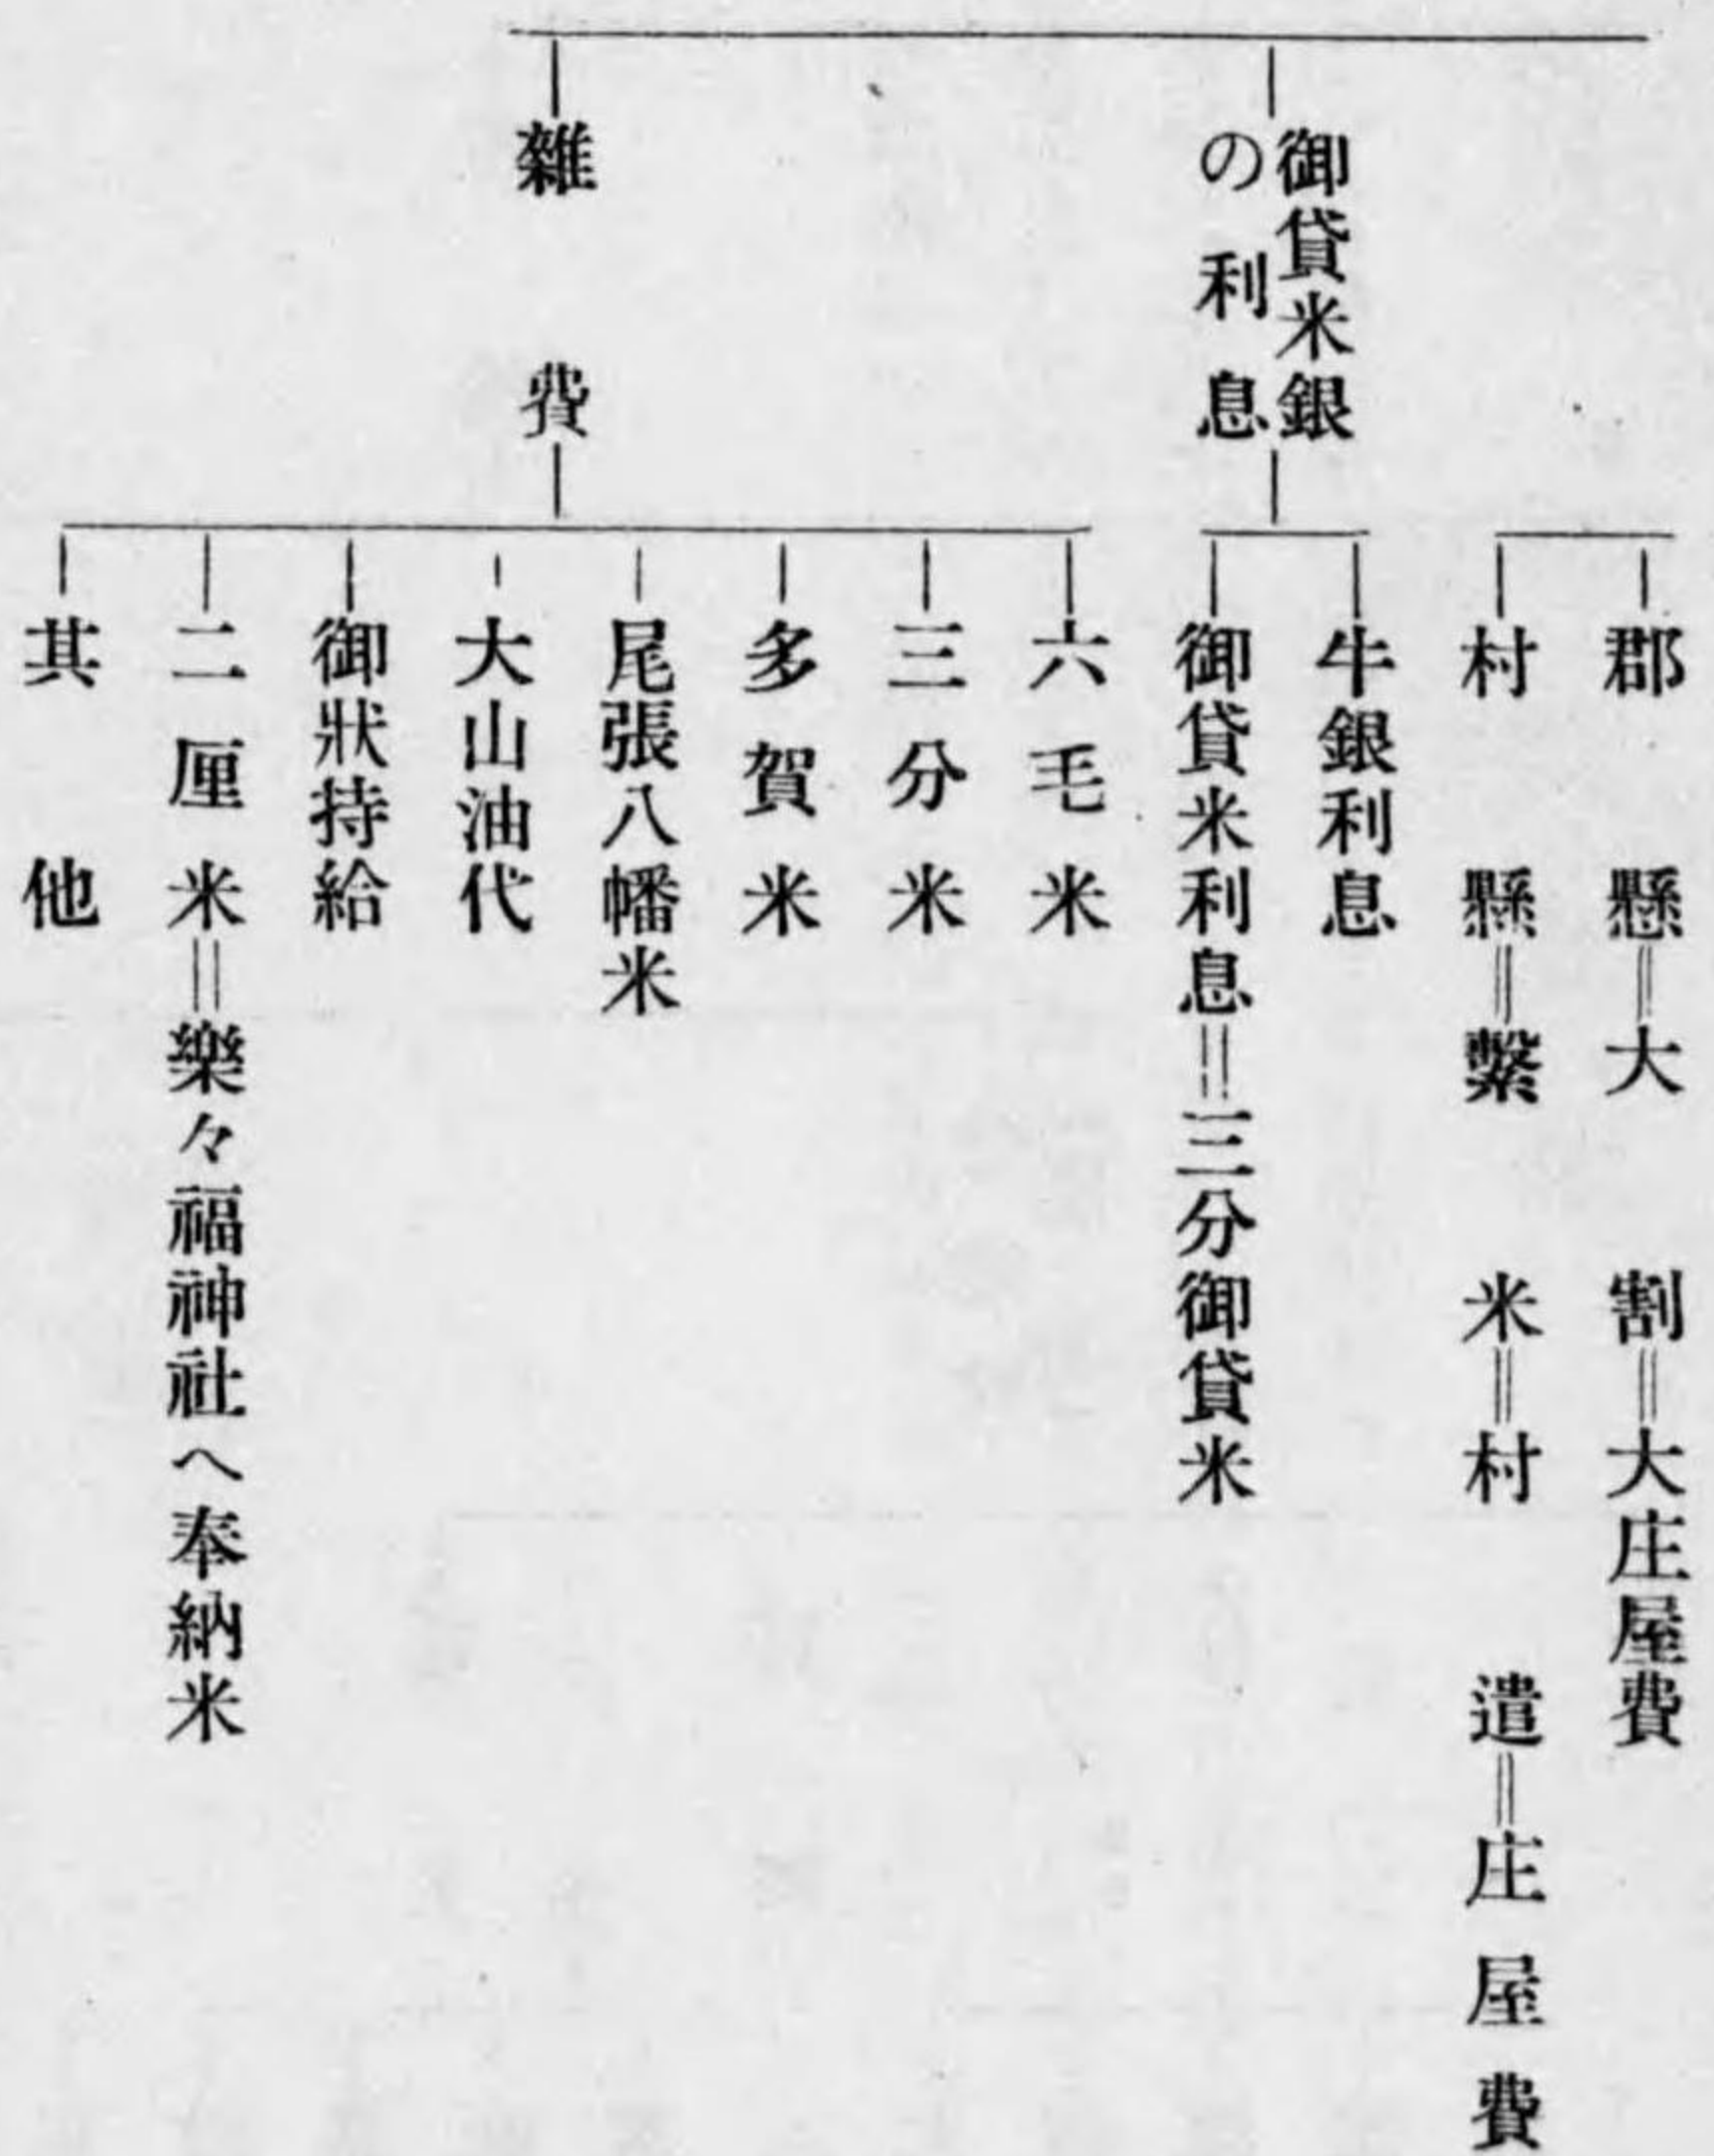 郡懸＝大割＝大庄屋費
村懸＝繫米＝村遣＝庄屋費
御貸米銀
の利息
牛銀利息
御貸米利息＝三分御貸米
雜費
六毛米
三分米
多賀米
尾張八幡米
大山油代
御狀持給
二厘米＝樂々福神社へ奉納米
其他